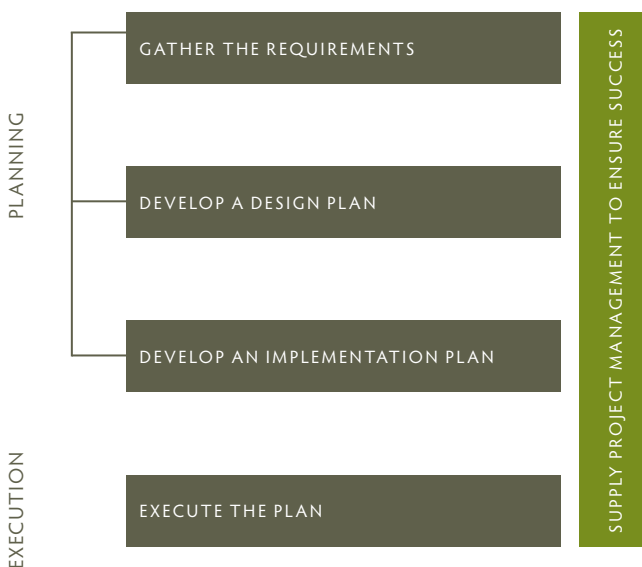 PLANNING
GATHER THE REQUIREMENTS
DEVELOP A DESIGN PLAN
DEVELOP AN IMPLEMENTATION PLAN
EXECUTION
EXECUTE THE PLAN
SUPPLY PROJECT MANAGEMENT TO ENSURE SUCCESS